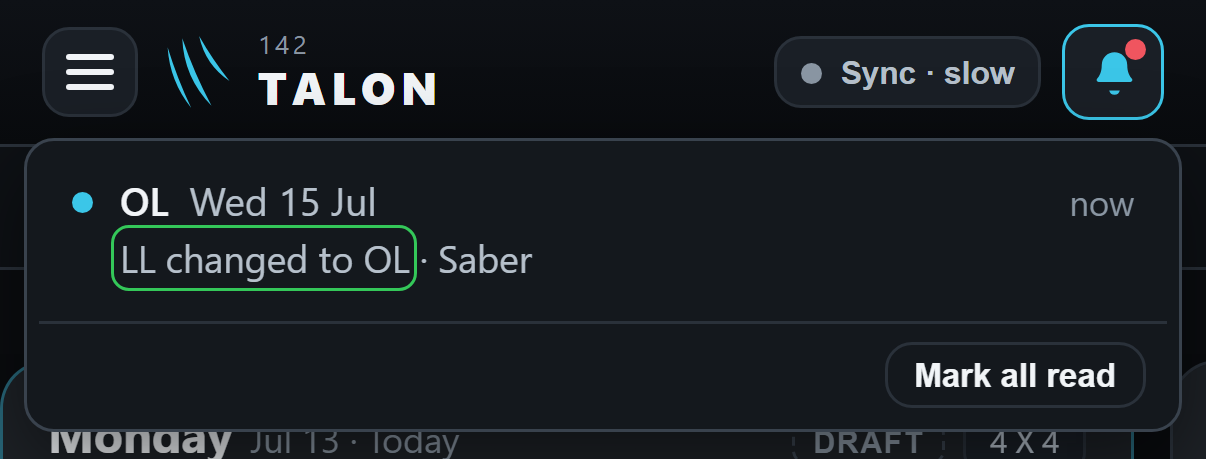 142
TALON
Sync · slow
OL Wed 15 Jul
now
LL changed to OL · Saber
Mark all read
Monday Jul 13 · Today
DRAFT
4 X 4